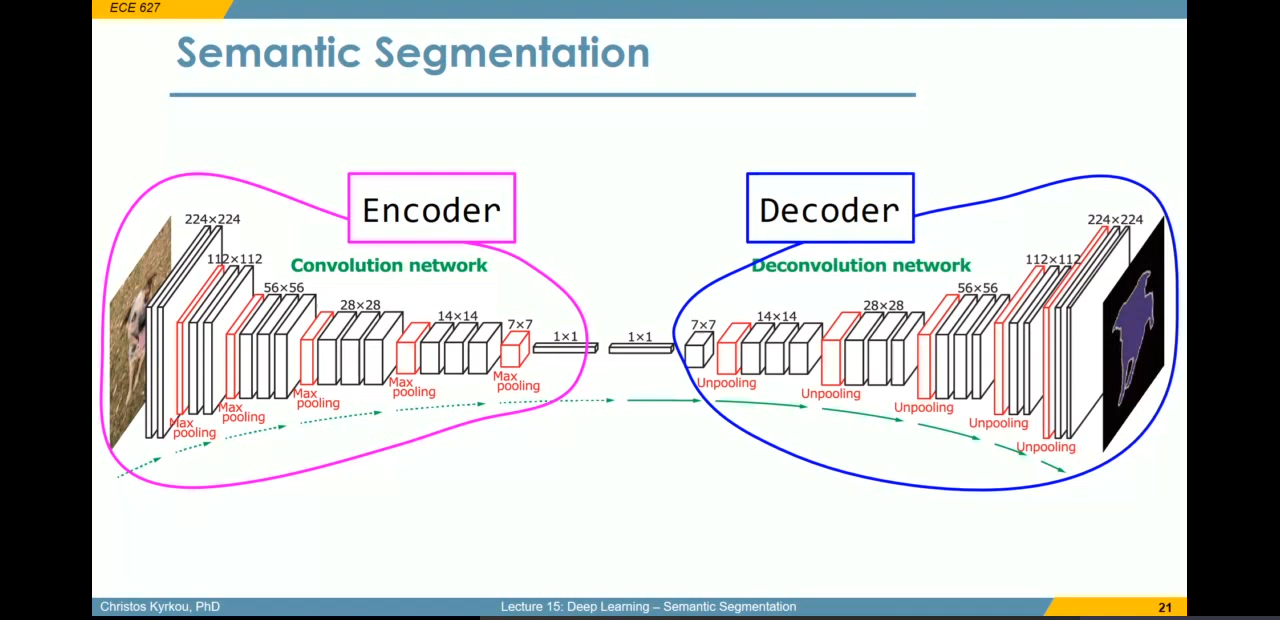 ECE 627
Semantic Segmentation
Encoder
Decoder
Convolution network
Deconvolution network
224×224
112×112
56×56
28×28
14×14
7×7
1×1
1×1
7×7
14×14
28×28
56×56
112×112
224×224
Max
pooling
Max
pooling
Max
pooling
Max
pooling
Max
pooling
Unpooling
Unpooling
Unpooling
Unpooling
Unpooling
Christos Kyrkou, PhD
Lecture 15: Deep Learning – Semantic Segmentation
21